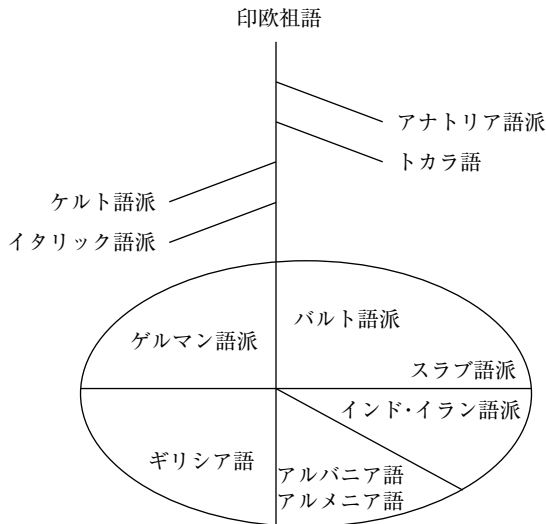 印欧祖語
アナトリア語派
トカラ語
ケルト語派
イタリック語派
バルト語派
ゲルマン語派
スラブ語派
インド･イラン語派
ギリシア語
アルバニア語
アルメニア語